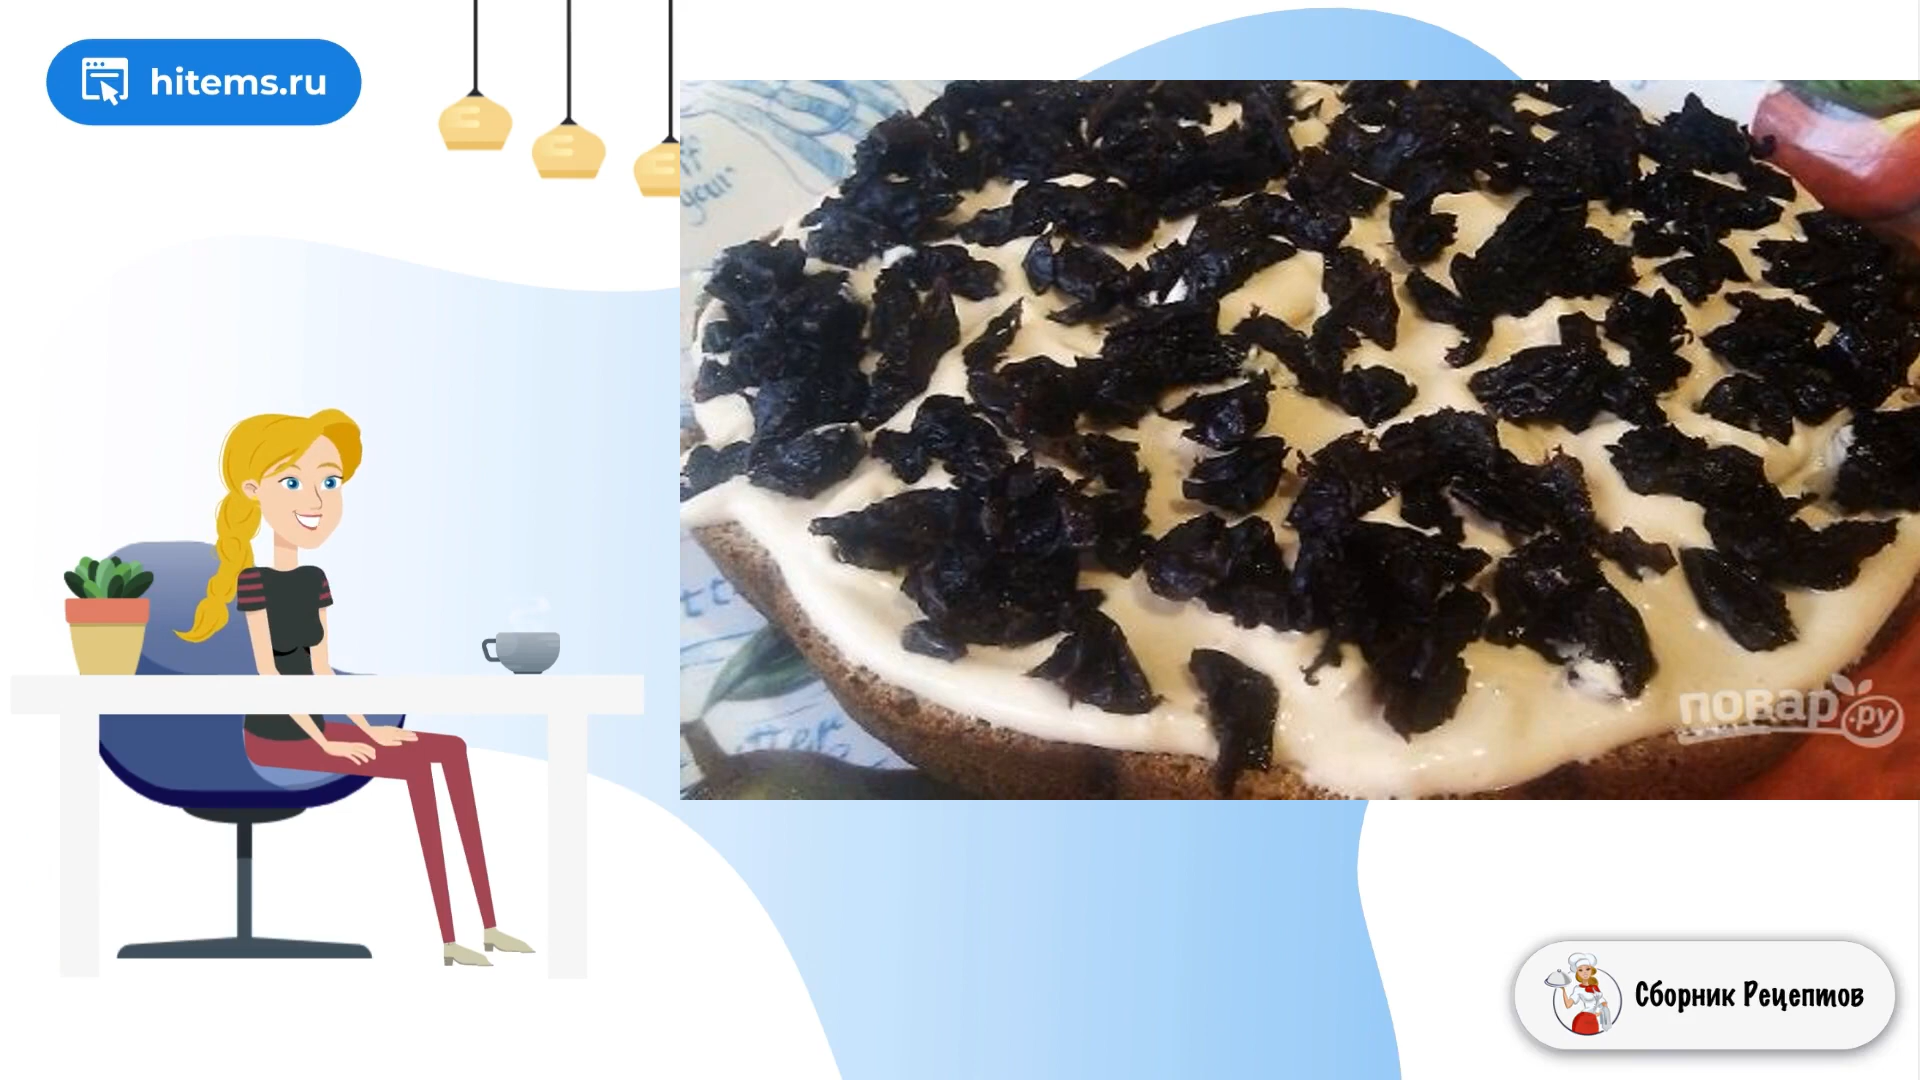 hitems.ru
повар.ру
Сборник Рецептов